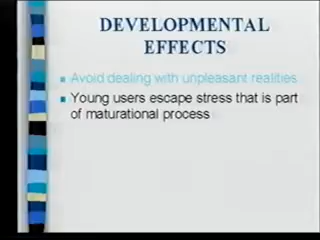 DEVELOPMENTAL
EFFECTS
Avoid dealing with unpleasant realities
Young users escape stress that is part
of maturational process